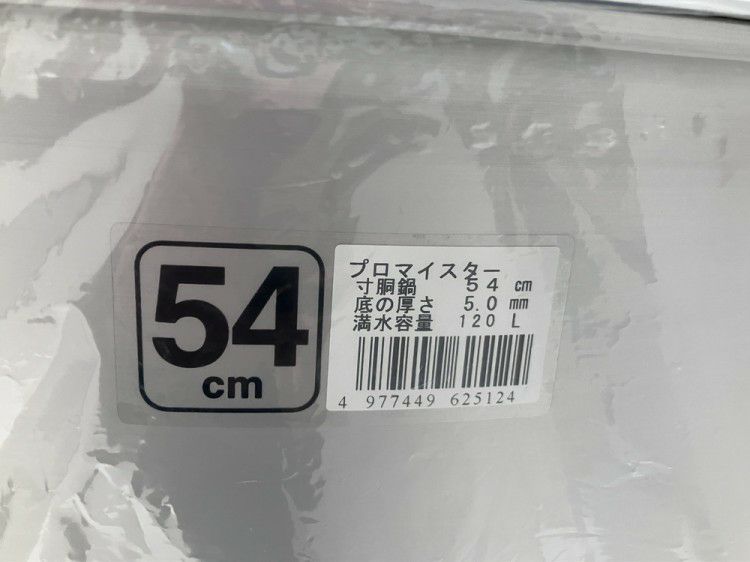 54
cm
プロマイスター
寸胴鍋 54 cm
底の厚さ 5.0 mm
満水容量 120 L
4 977449 625124